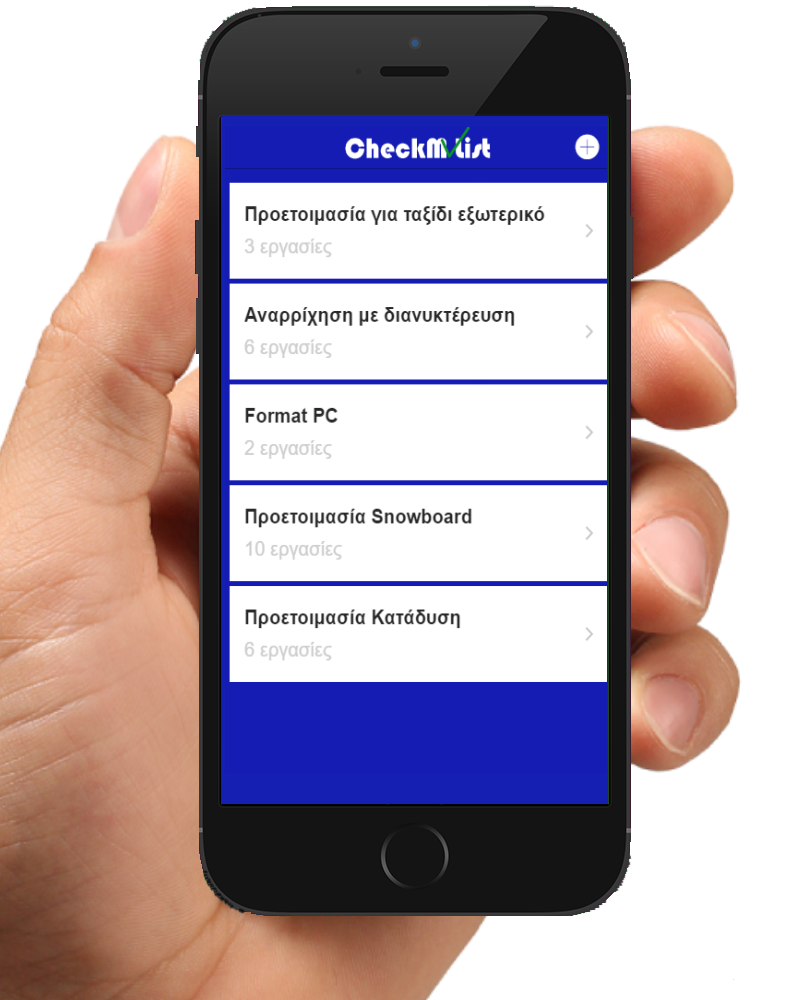 CheckMyList
Προετοιμασία για ταξίδι εξωτερικό
3 εργασίες
Αναρρίχηση με διανυκτέρευση
6 εργασίες
Format PC
2 εργασίες
Προετοιμασία Snowboard
10 εργασίες
Προετοιμασία Κατάδυση
6 εργασίες